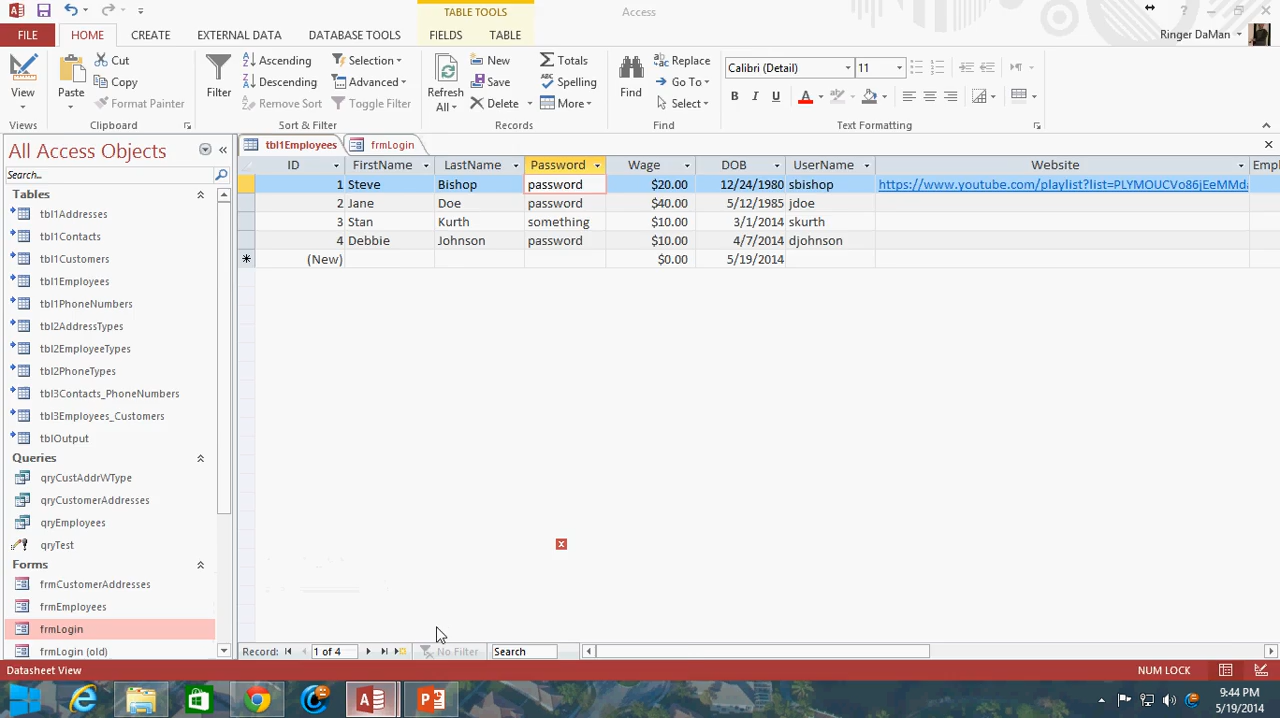 TABLE TOOLS
Access
FILE
HOME
CREATE
EXTERNAL DATA
DATABASE TOOLS
FIELDS
TABLE
Ringer DaMan
View
Views
Paste
Cut
Copy
Format Painter
Clipboard
Filter
Ascending
Descending
Remove Sort
Selection
Advanced
Toggle Filter
Sort & Filter
Refresh
All
New
Save
Delete
Totals
Spelling
More
Records
Find
Replace
Go To
Select
Find
Calibri (Detail)
11
B I U A
Text Formatting
All Access Objects
Search...
Tables
tbl1Addresses
tbl1Contacts
tbl1Customers
tbl1Employees
tbl1PhoneNumbers
tbl2AddressTypes
tbl2EmployeeTypes
tbl2PhoneTypes
tbl3Contacts_PhoneNumbers
tbl3Employees_Customers
tblOutput
Queries
qryCustAddrWType
qryCustomerAddresses
qryEmployees
qryTest
Forms
frmCustomerAddresses
frmEmployees
frmLogin
frmLogin (old)
tbl1Employees
frmLogin
ID FirstName LastName Password Wage DOB UserName Website Empl
1 Steve Bishop password $20.00 12/24/1980 sbishop https://www.youtube.com/playlist?list=PLYMOUCVo86jEeMMd
2 Jane Doe password $40.00 5/12/1985 jdoe
3 Stan Kurth something $10.00 3/1/2014 skurth
4 Debbie Johnson password $10.00 4/7/2014 djohnson
(New) $0.00 5/19/2014
Record: 1 of 4 No Filter Search
Datasheet View
NUM LOCK
9:44 PM
5/19/2014